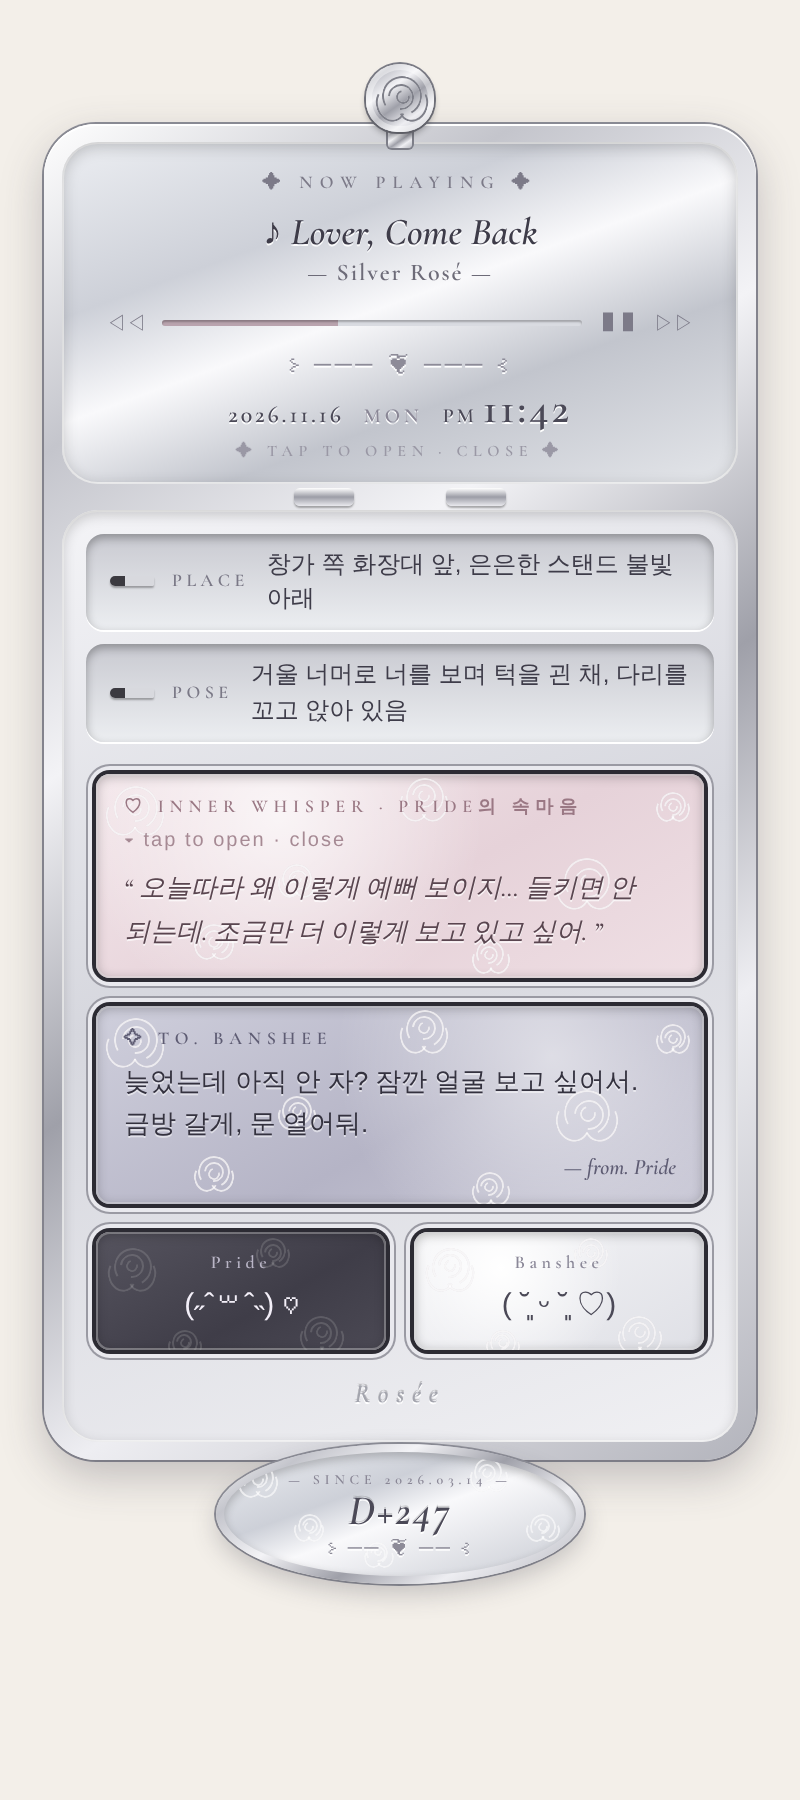 NOW PLAYING
♪ Lover, Come Back
— Silver Rosé —
2026.11.16 MON PM 11:42
TAP TO OPEN · CLOSE
PLACE 창가 쪽 화장대 앞, 은은한 스탠드 불빛
아래
POSE 거울 너머로 너를 보며 턱을 괸 채, 다리를
꼬고 앉아 있음
♡ INNER WHISPER · PRIDE의 속마음
tap to open · close
“ 오늘따라 왜 이렇게 예뻐 보이지... 들키면 안
되는데. 조금만 더 이렇게 보고 있고 싶어. ”
TO. BANSHEE
늦었는데 아직 안 자? 잠깐 얼굴 보고 싶어서.
금방 갈게, 문 열어둬.
— from. Pride
Pride
(˶ˆ꒳ˆ˵) ♡
Banshee
( ˘͈ ᵕ ˘͈ ♡)
Rosée
— SINCE 2026.03.14 —
D+247